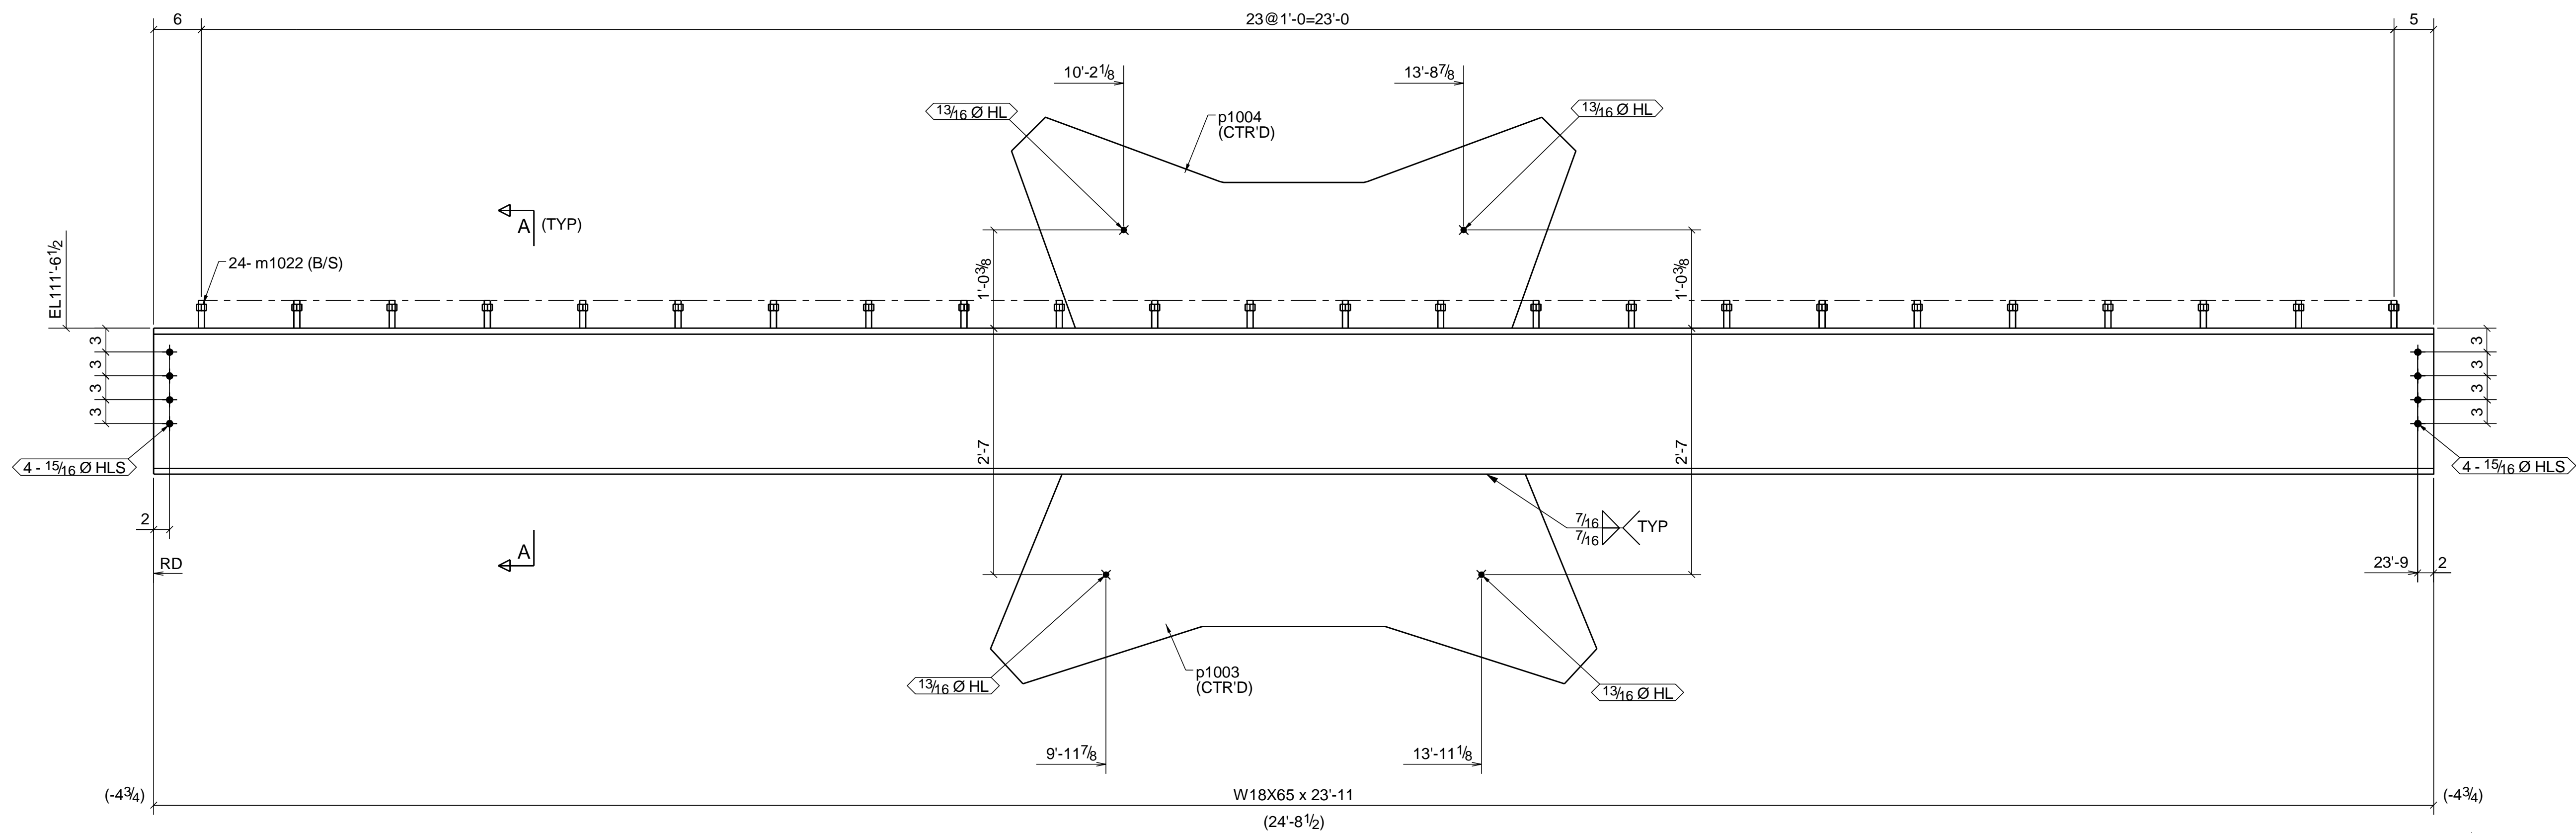 6
23@1'-0=23'-0
5
10'-2 1/8
13'-8 7/8
13/16 Ø HL
p1004
(CTR'D)
13/16 Ø HL
A (TYP)
EL111'-6 1/2
24- m1022 (B/S)
1'-0 3/8
1'-0 3/8
3
3
3
3
3
3
3
3
2'-7
2'-7
4 - 15/16 Ø HLS
4 - 15/16 Ø HLS
2
7/16
7/16
TYP
A
RD
23'-9
2
13/16 Ø HL
p1003
(CTR'D)
13/16 Ø HL
9'-11 7/8
13'-11 1/8
(-4 3/4)
W18X65 x 23'-11
(-4 3/4)
(24'-8 1/2)